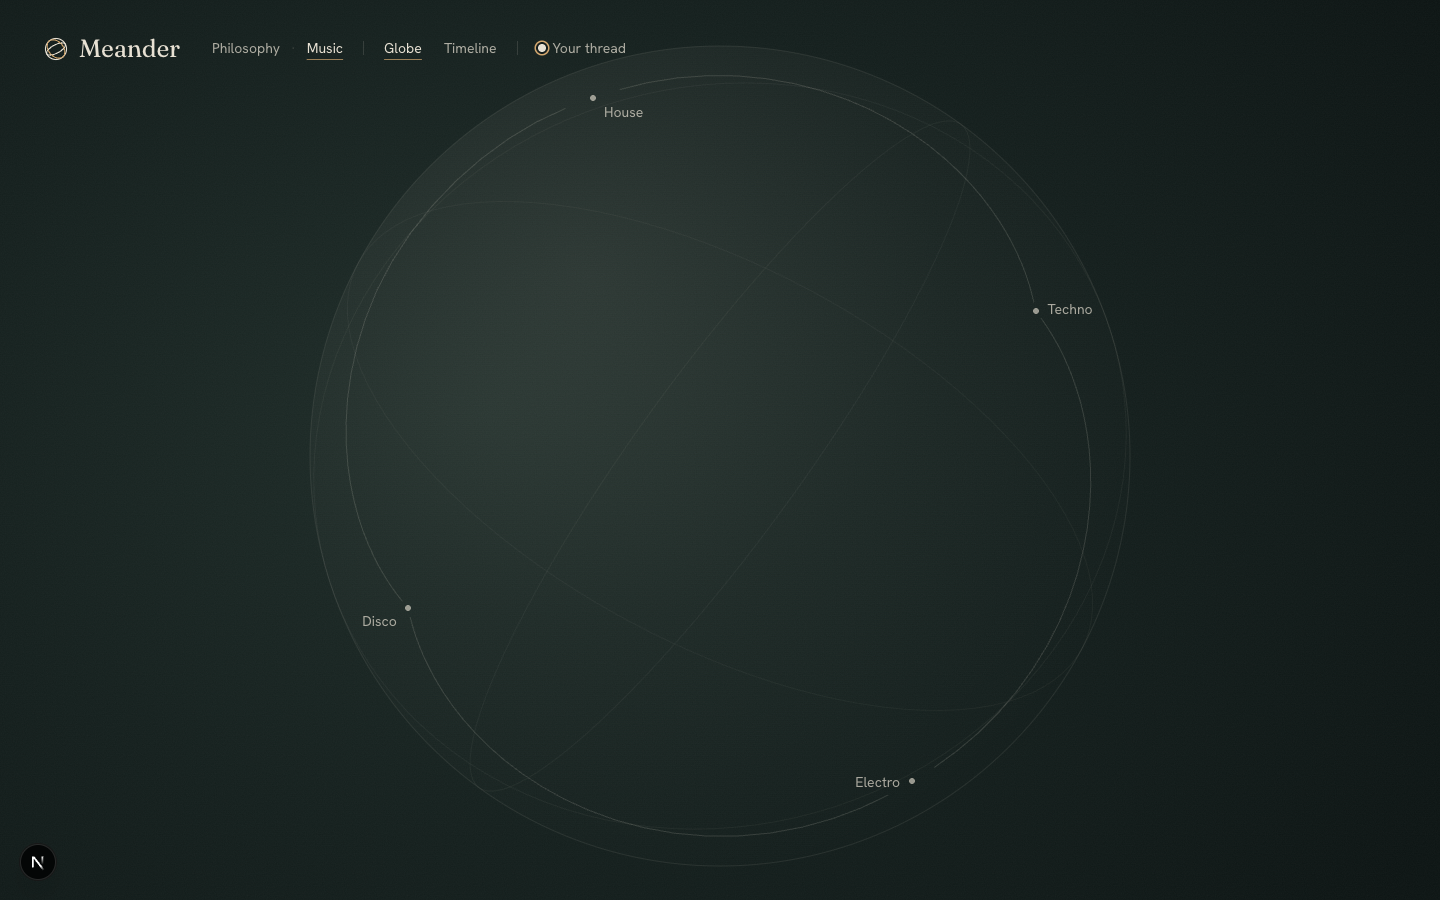 Meander
Philosophy · Music | Globe Timeline | Your thread
House
Techno
Disco
Electro
N